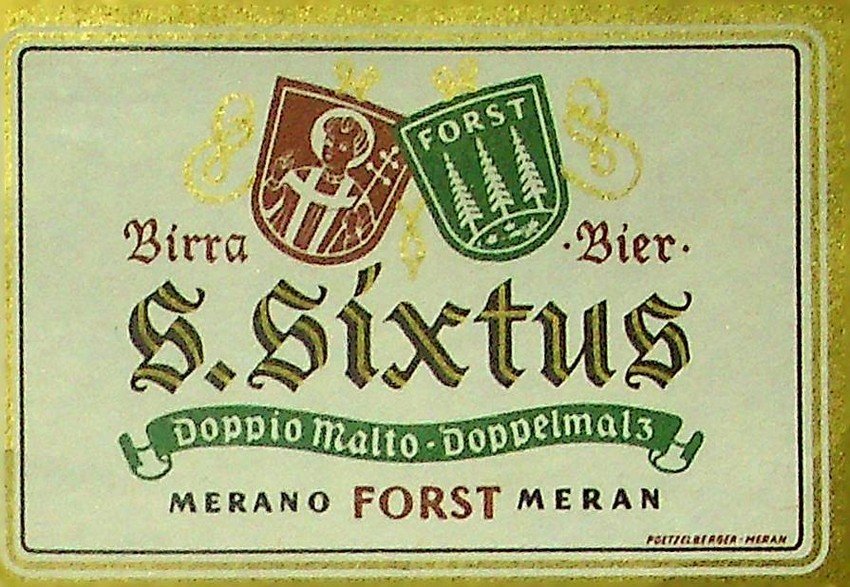 FORST
Birra ·Bier·
S. Sixtus
Doppio Malto - Doppelmalz
MERANO FORST MERAN
POETZELBERGER - MERAN